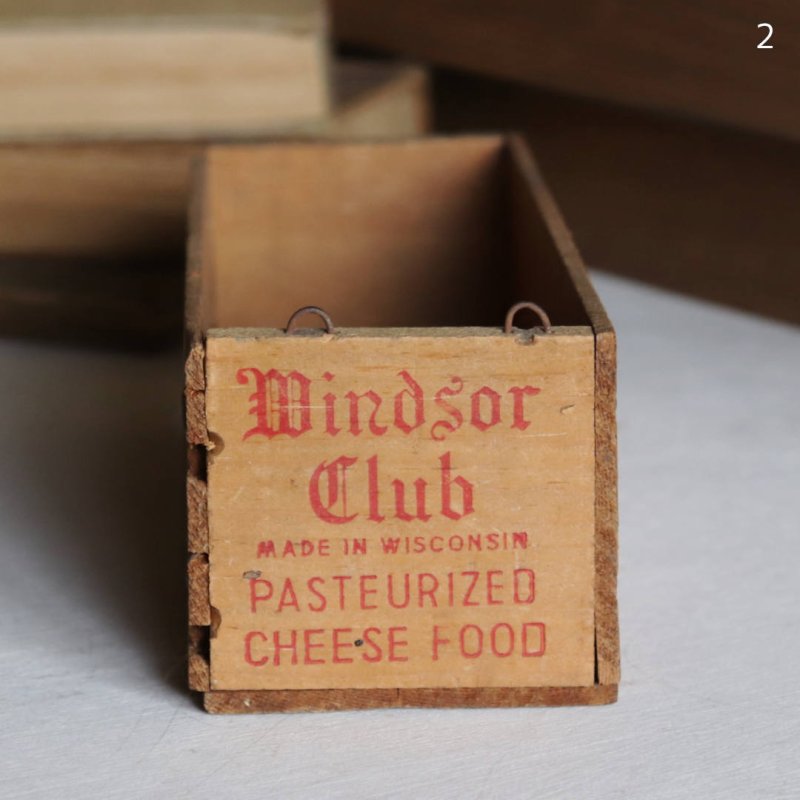 2
Windsor
Club
MADE IN WISCONSIN
PASTEURIZED
CHEESE FOOD